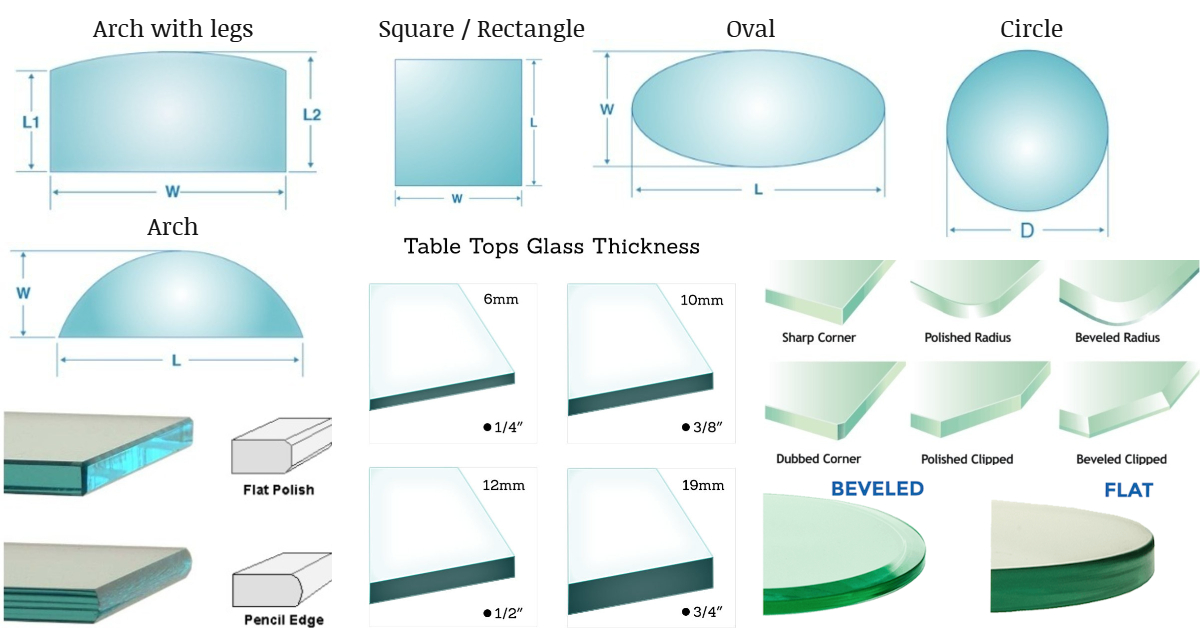 Arch with legs
Square / Rectangle
Oval
Circle
L1
L2
W
L
W
W
L
D
Arch
W
L
Table Tops Glass Thickness
6mm
1/4″
10mm
3/8″
12mm
1/2″
19mm
3/4″
Sharp Corner
Polished Radius
Beveled Radius
Dubbed Corner
Polished Clipped
Beveled Clipped
Flat Polish
Pencil Edge
BEVELED
FLAT